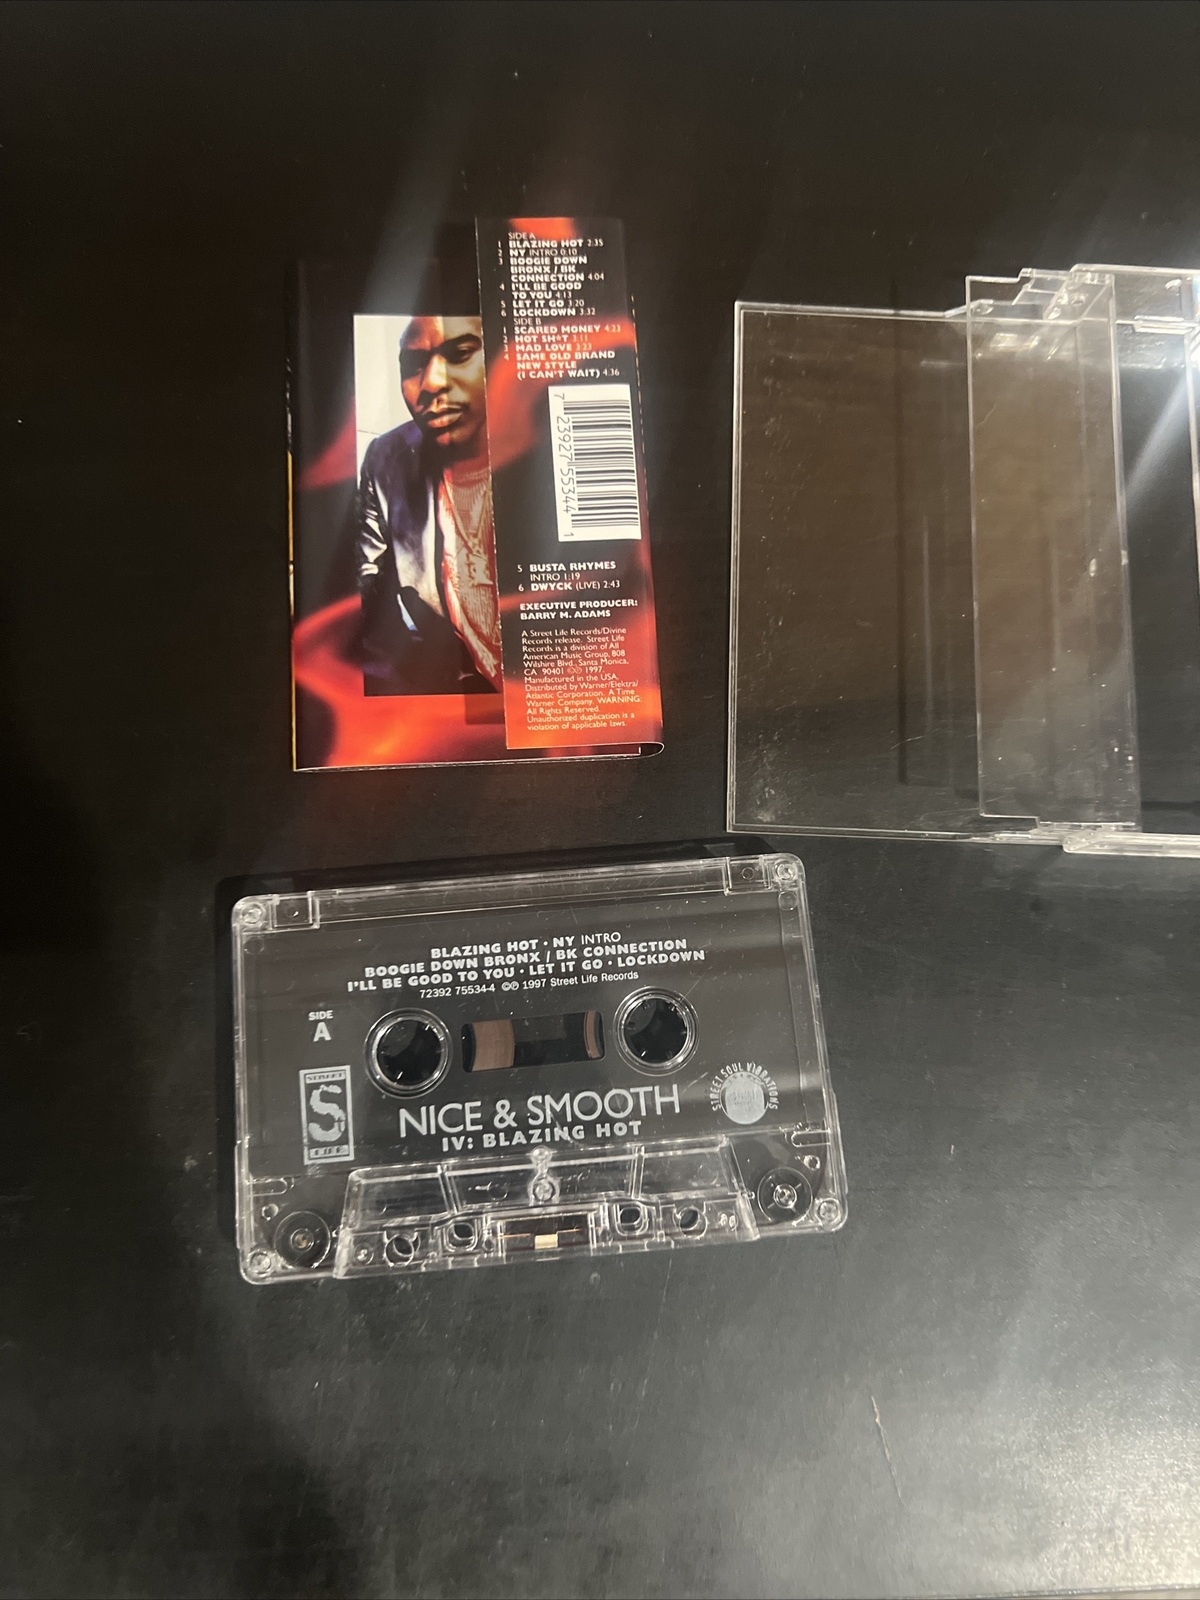 SIDE A
1 BLAZING HOT 2:35
2 NY INTRO 0:10
3 BOOGIE DOWN
BRONX / BK
CONNECTION 4:04
4 I'LL BE GOOD
TO YOU 4:13
5 LET IT GO 3:20
6 LOCKDOWN 3:32
SIDE B
1 SCARED MONEY 4:23
2 HOT SH*T 3:11
3 MAD LOVE 3:23
4 SAME OLD BRAND
NEW STYLE
(I CAN'T WAIT) 4:36
7 23927 55344 1
5 BUSTA RHYMES
INTRO 1:19
6 DWYCK (LIVE) 2:43
EXECUTIVE PRODUCER:
BARRY M. ADAMS
A Street Life Records/Divine
Records release. Street Life
Records is a division of All
American Music Group, 808
Wilshire Blvd., Santa Monica,
CA 90401 ©℗ 1997
Manufactured in the USA.
Distributed by Warner/Elektra/
Atlantic Corporation. A Time
Warner Company. WARNING:
All Rights Reserved.
Unauthorized duplication is a
violation of applicable laws.
BLAZING HOT • NY INTRO
BOOGIE DOWN BRONX / BK CONNECTION
I'LL BE GOOD TO YOU • LET IT GO • LOCKDOWN
72392 75534-4 ©℗ 1997 Street Life Records
SIDE
A
STREET
S
LIFE
NICE & SMOOTH
IV: BLAZING HOT
STREET SOUL VIBRATIONS